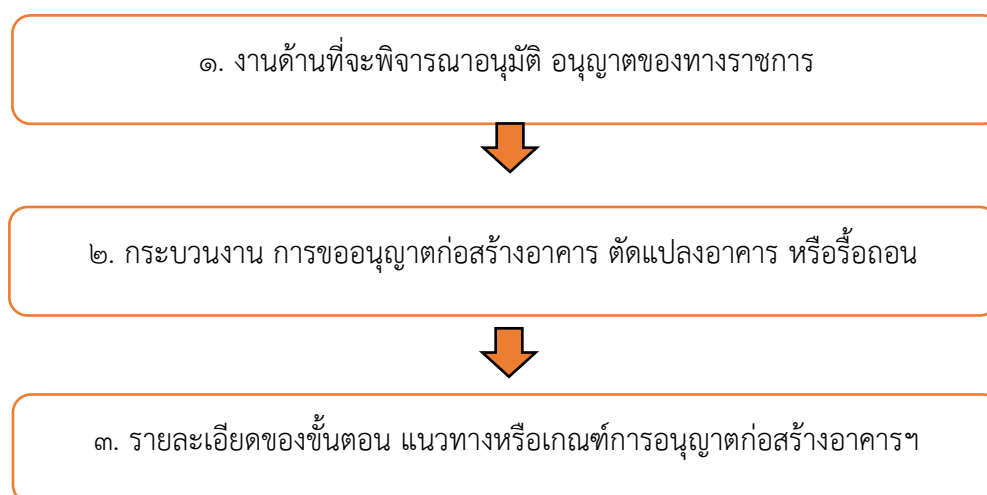 ๑. งานด้านที่จะพิจารณาอนุมัติ อนุญาตของทางราชการ
๒. กระบวนงาน การขออนุญาตก่อสร้างอาคาร ตัดแปลงอาคาร หรือรื้อถอน
๓. รายละเอียดของขั้นตอน แนวทางหรือเกณฑ์การอนุญาตก่อสร้างอาคารฯ